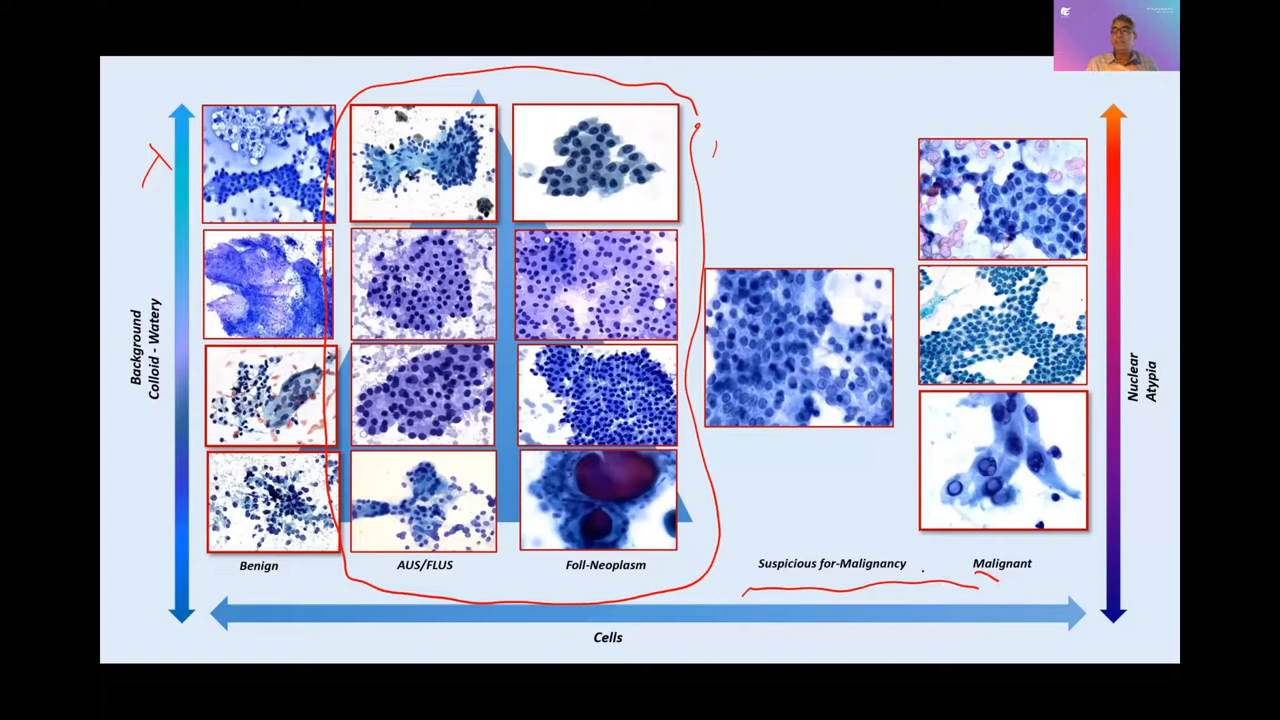 Background
Colloid - Watery
Benign
AUS/FLUS
Foll-Neoplasm
Suspicious for-Malignancy
Malignant
Nuclear
Atypia
Cells